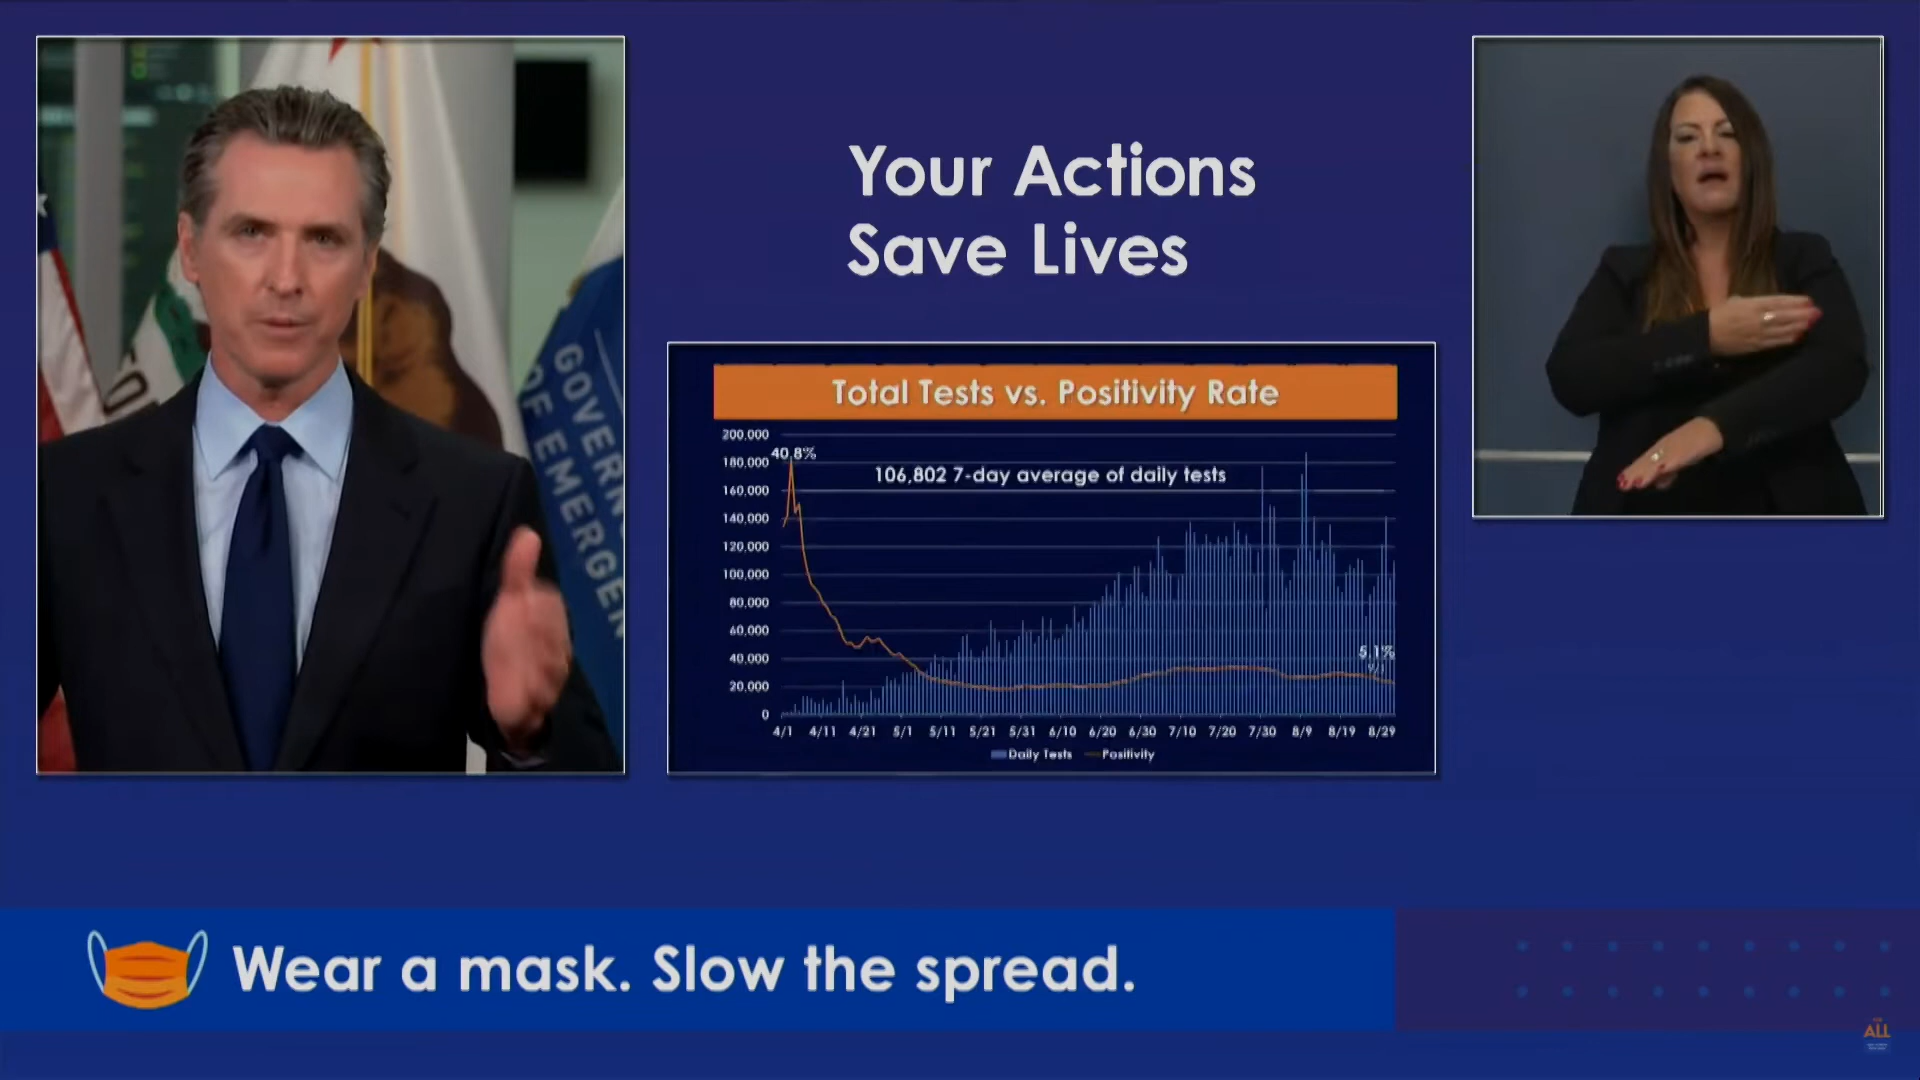 Your Actions
Save Lives
GOVERN
OF EMERGEN
Total Tests vs. Positivity Rate
200,000
180,000
160,000
140,000
120,000
100,000
80,000
60,000
40,000
20,000
0
40.8%
106,802 7-day average of daily tests
5.1%
4/1 4/11 4/21 5/1 5/11 5/21 5/31 6/10 6/20 6/30 7/10 7/20 7/30 8/9 8/19 8/29
Daily Tests Positivity
Wear a mask. Slow the spread.
ALL